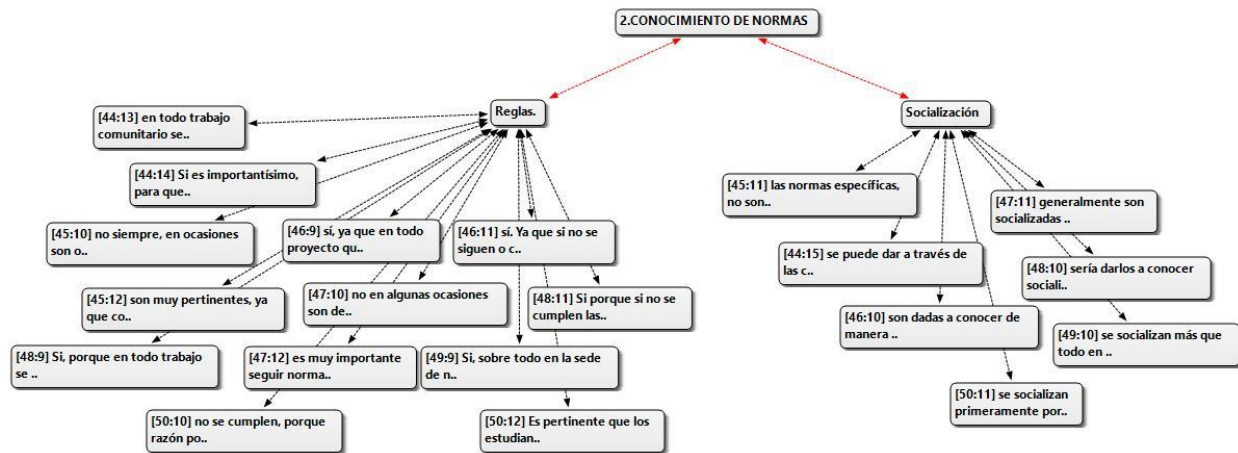 2.CONOCIMIENTO DE NORMAS
Reglas.
Socialización
[44:13] en todo trabajo
comunitario se..
[44:14] Si es importantísimo,
para que..
[45:10] no siempre, en ocasiones
son o..
[46:9] sí, ya que en todo
proyecto qu..
[46:11] sí. Ya que si no se
siguen o c..
[45:12] son muy pertinentes, ya
que co..
[47:10] no en algunas ocasiones
son de..
[48:11] Si porque si no se
cumplen las..
[48:9] Si, porque en todo trabajo
se ..
[47:12] es muy importante
seguir norma..
[49:9] Si, sobre todo en la sede
de n..
[50:10] no se cumplen, porque
razón po..
[50:12] Es pertinente que los
estudian..
[45:11] las normas específicas,
no son..
[47:11] generalmente son
socializadas ..
[44:15] se puede dar a través de
las c..
[48:10] sería darlos a conocer
sociali..
[46:10] son dadas a conocer de
manera ..
[49:10] se socializan más que
todo en ..
[50:11] se socializan
primeramente por..